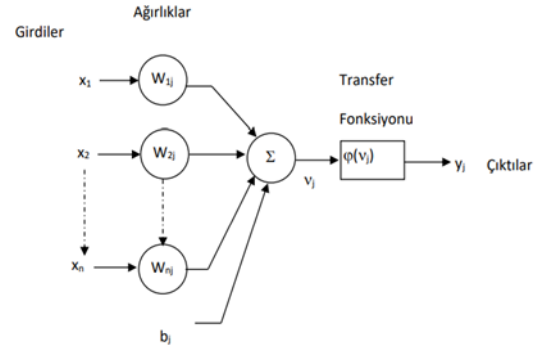 Ağırlıklar
Girdiler
x1
W1j
Transfer
Fonksiyonu
x2
W2j
Σ
νj
φ(νj)
yj
Çıktılar
xn
Wnj
bj